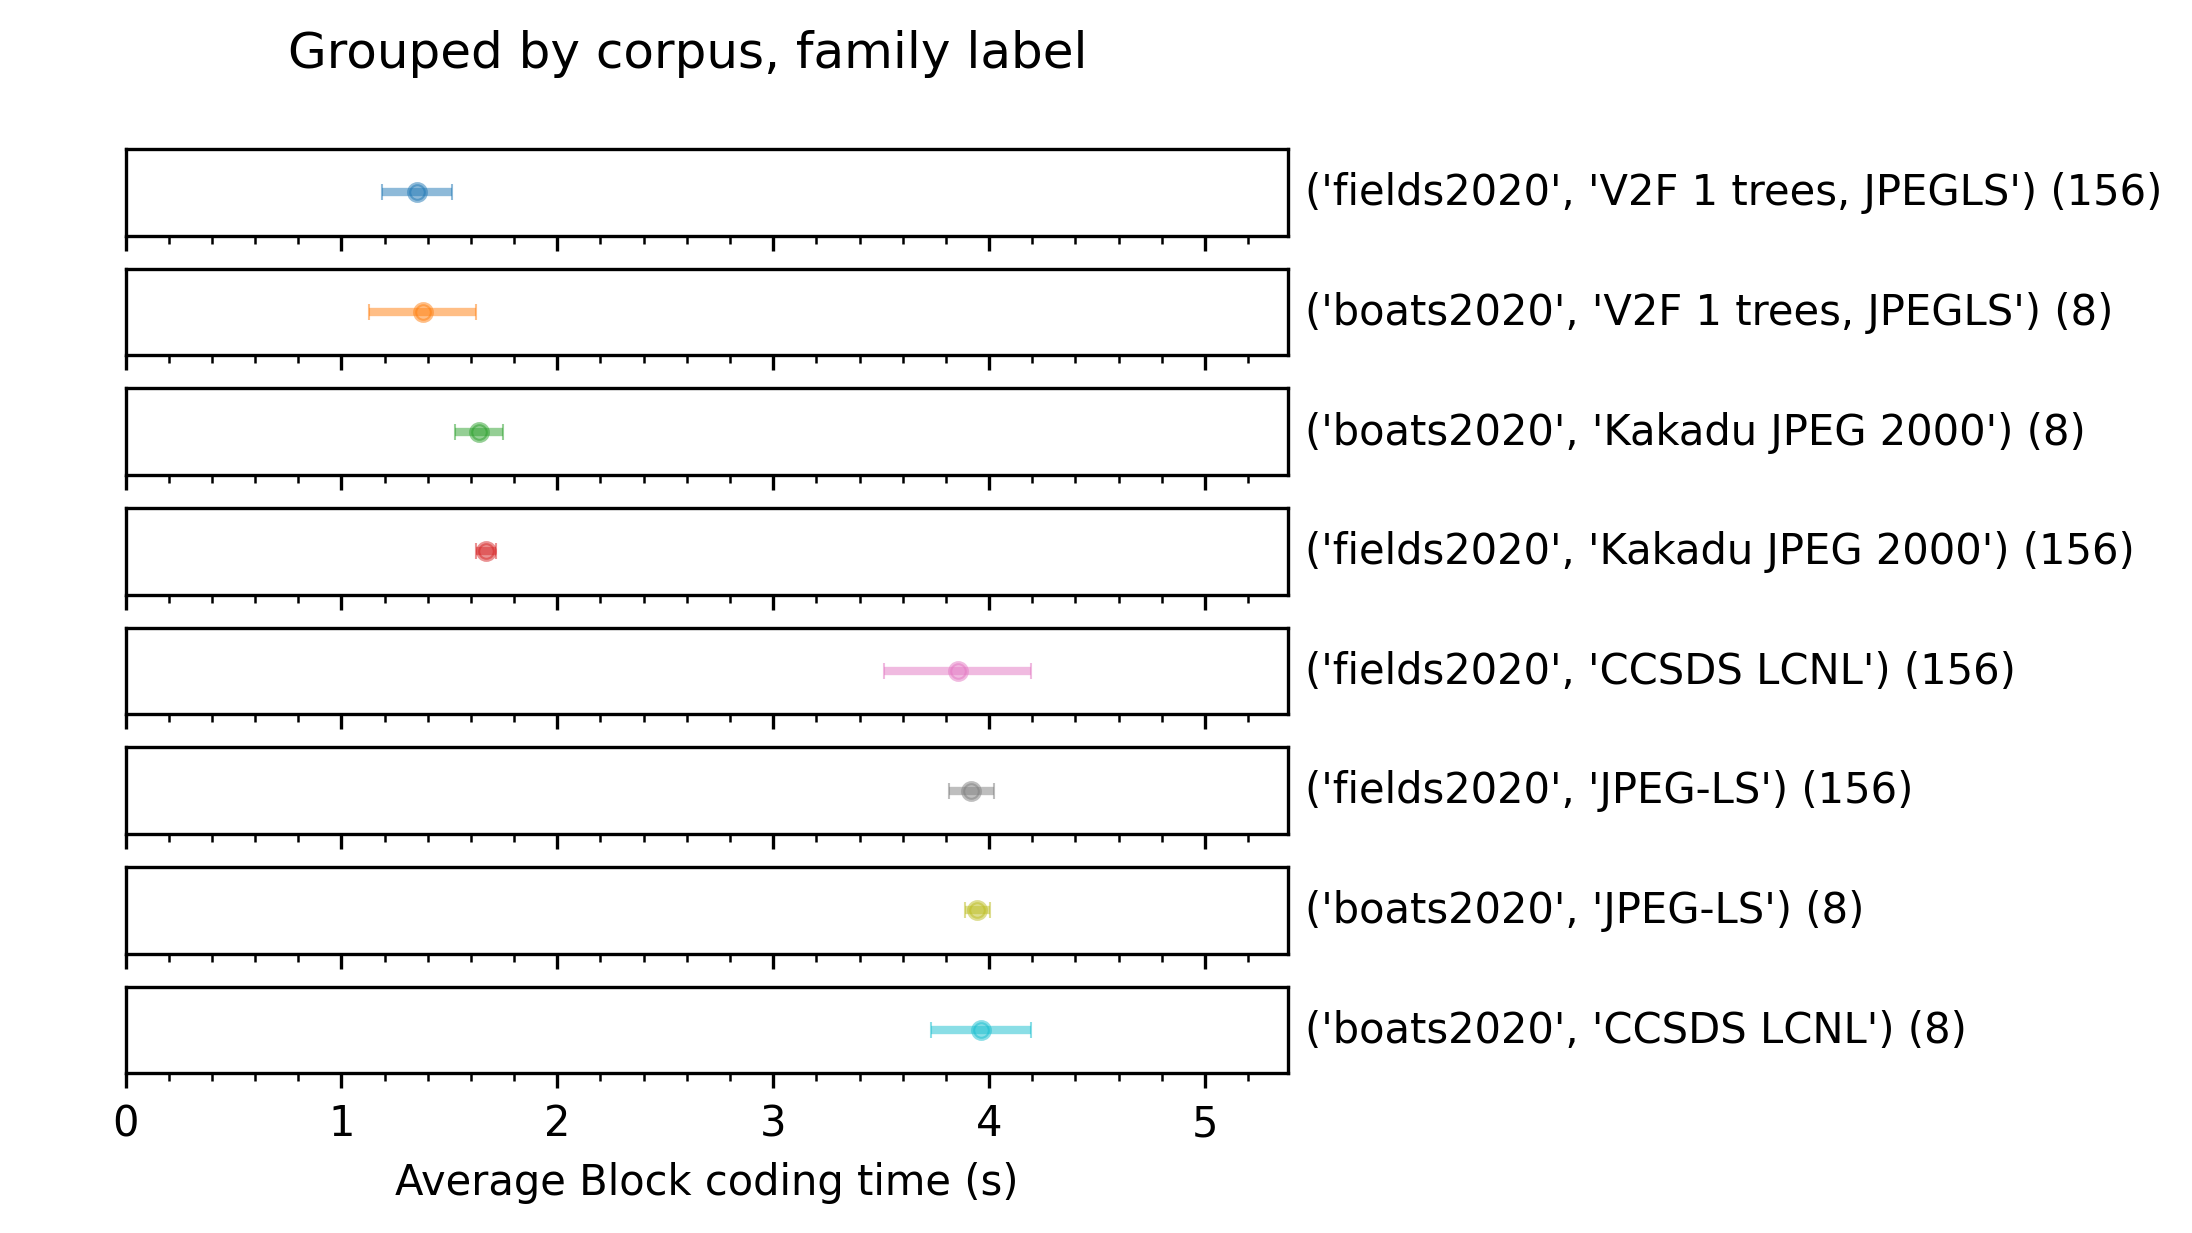 Grouped by corpus, family label
('fields2020', 'V2F 1 trees, JPEGLS') (156)
('boats2020', 'V2F 1 trees, JPEGLS') (8)
('boats2020', 'Kakadu JPEG 2000') (8)
('fields2020', 'Kakadu JPEG 2000') (156)
('fields2020', 'CCSDS LCNL') (156)
('fields2020', 'JPEG-LS') (156)
('boats2020', 'JPEG-LS') (8)
('boats2020', 'CCSDS LCNL') (8)
0 1 2 3 4 5
Average Block coding time (s)